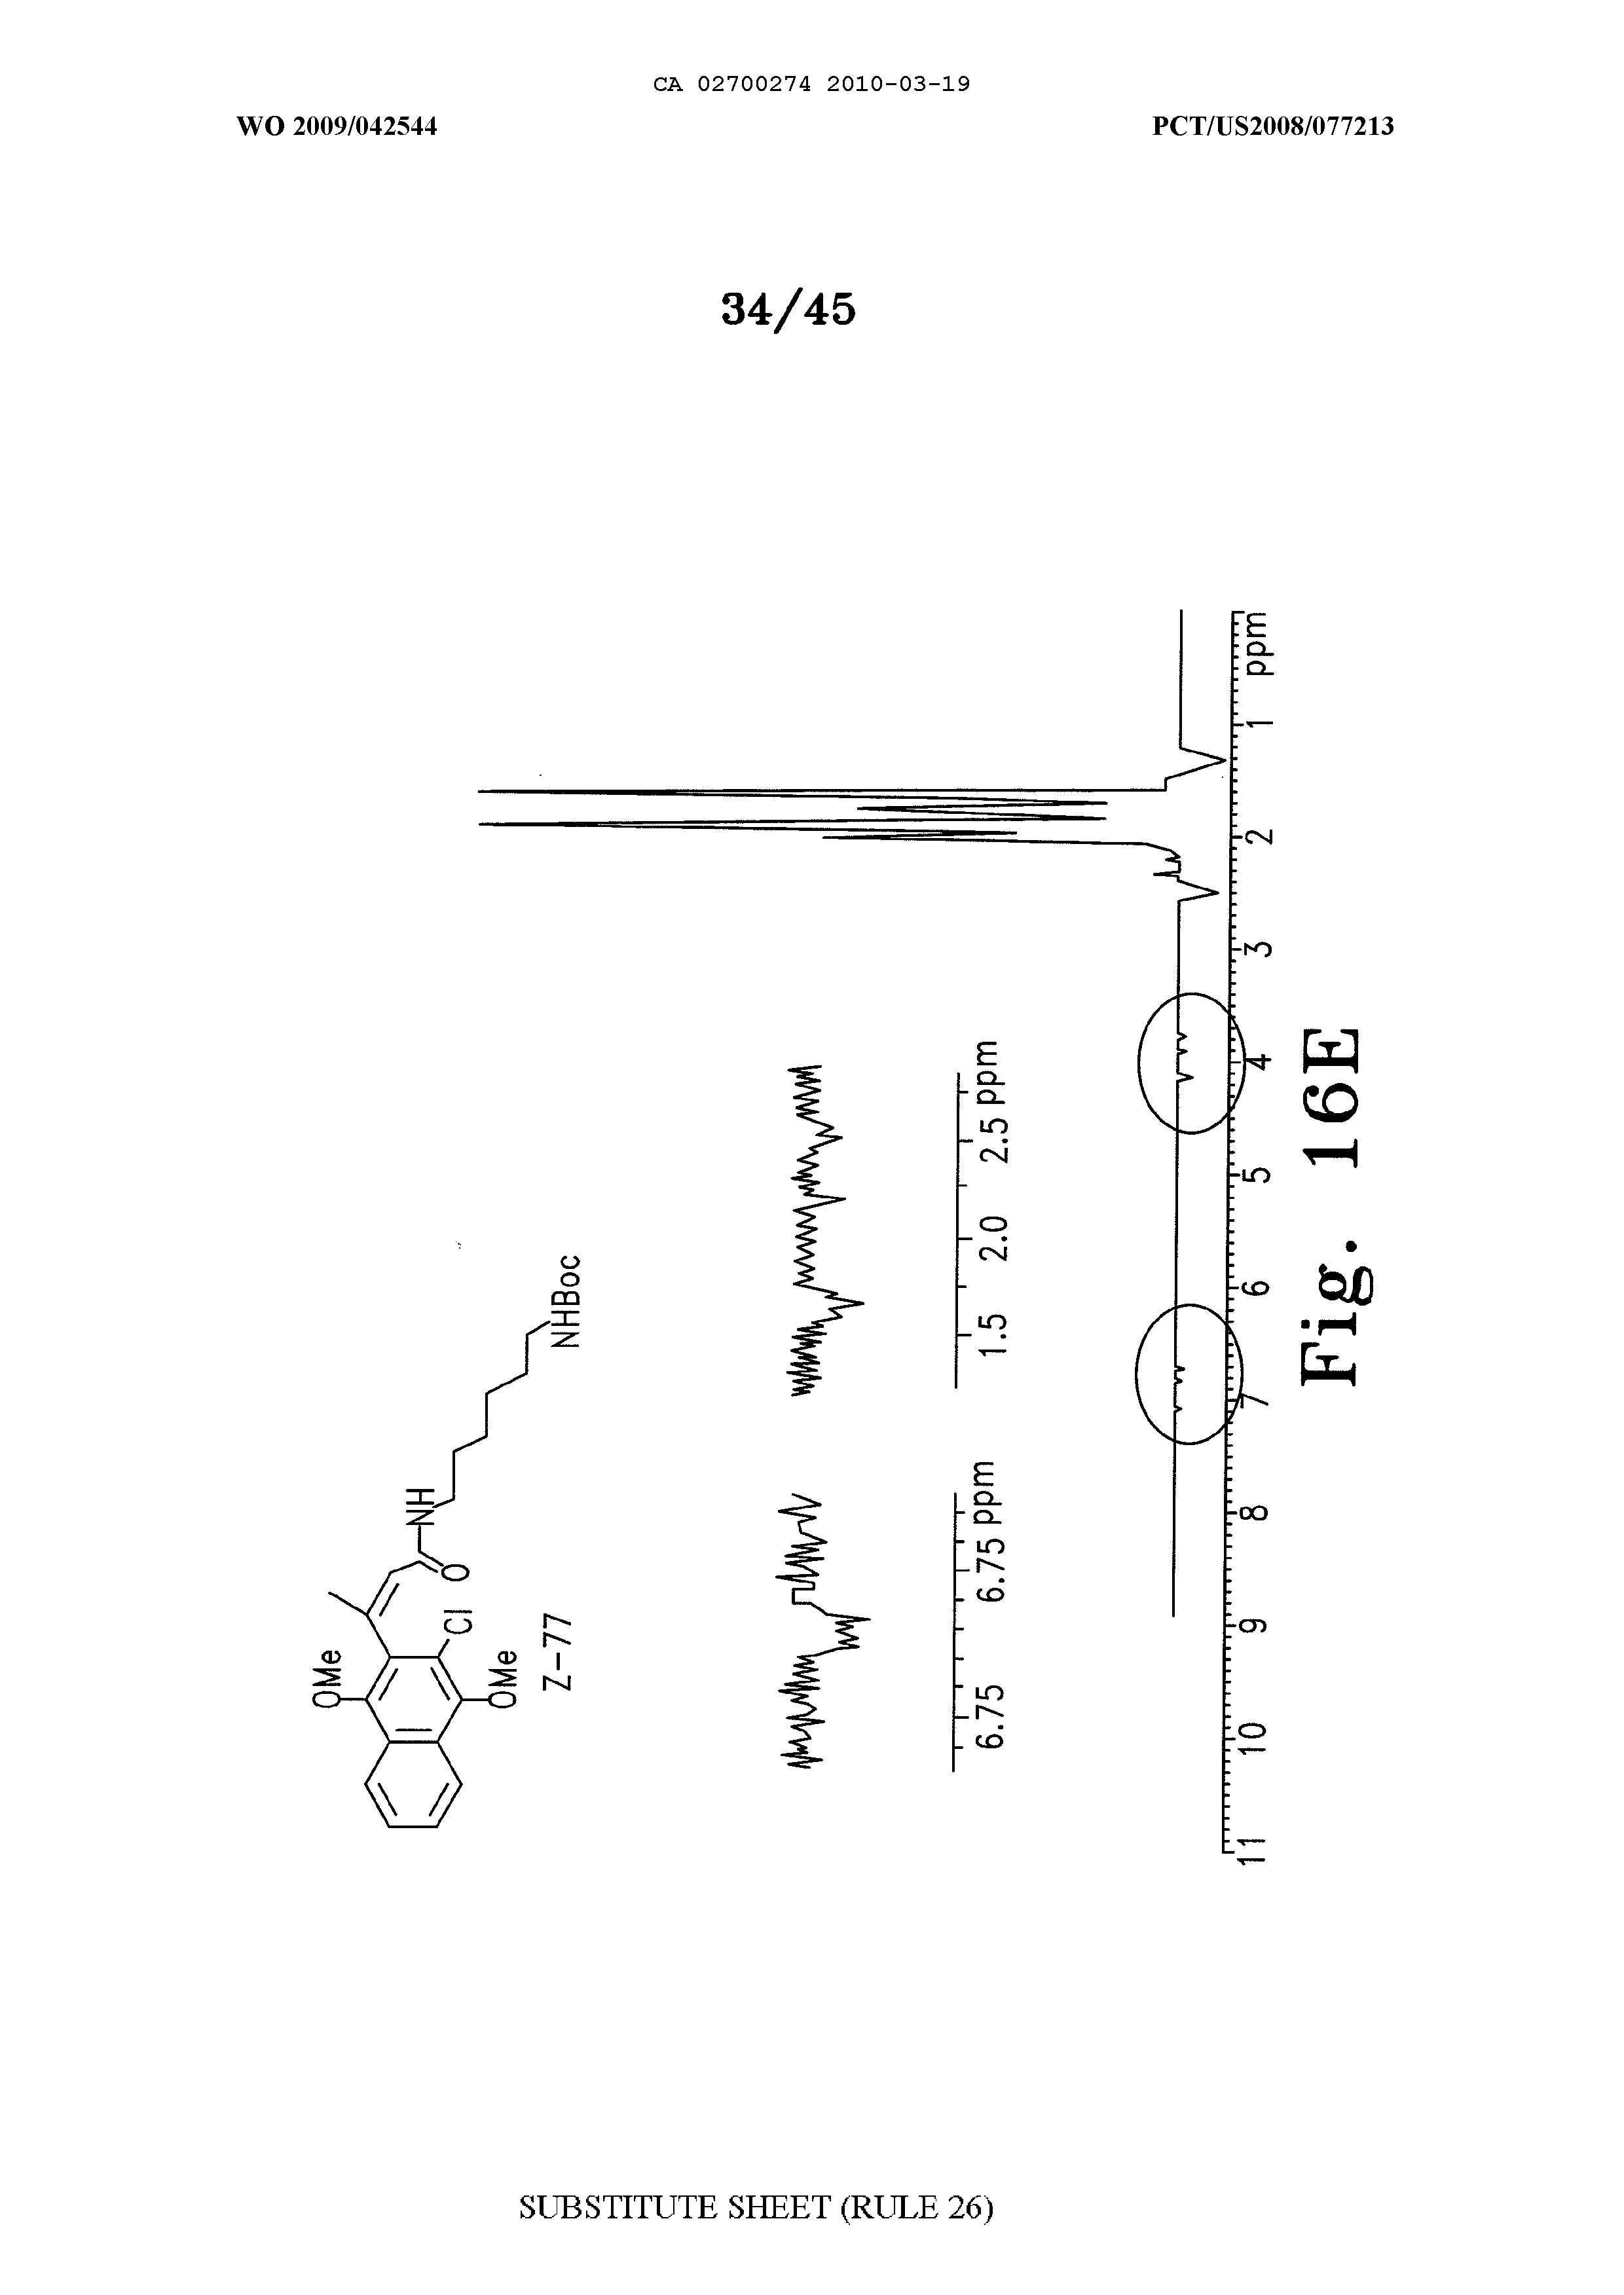 CA 02700274 2010-03-19
WO 2009/042544
PCT/US2008/077213
34/45
OMe
OMe
Cl
O
NH
NHBoc
Z-77
6.75 6.75 ppm
1.5 2.0 2.5 ppm
11 10 9 8 7 6 5 4 3 2 1 ppm
Fig. 16E
SUBSTITUTE SHEET (RULE 26)